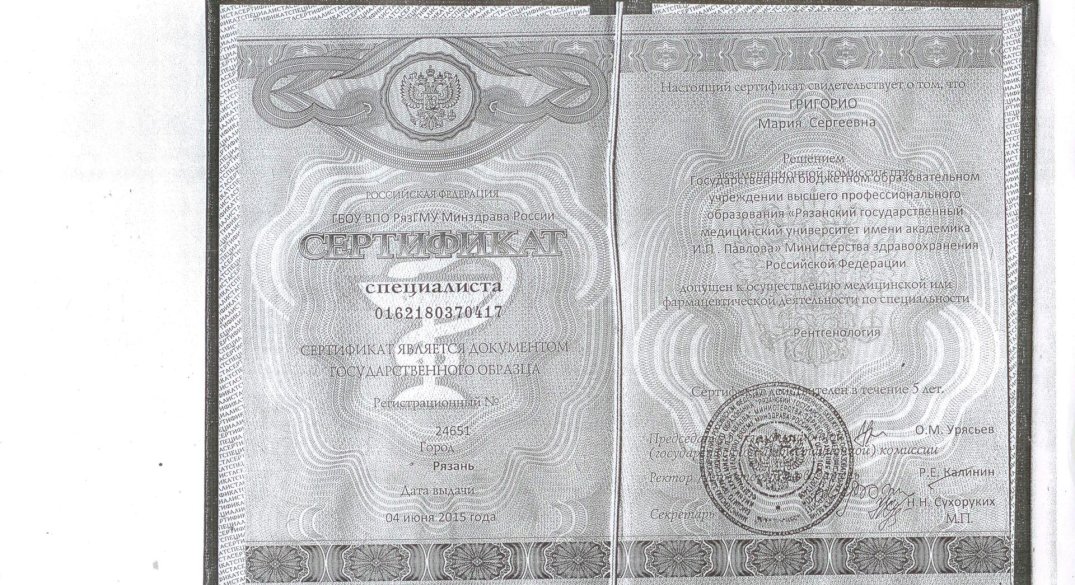 РОССИЙСКАЯ ФЕДЕРАЦИЯ
ГБОУ ВПО РязГМУ Минздрава России
СЕРТИФИКАТ
специалиста
0162180370417
СЕРТИФИКАТ ЯВЛЯЕТСЯ ДОКУМЕНТОМ
ГОСУДАРСТВЕННОГО ОБРАЗЦА
Регистрационный №
24651
Город
Рязань
Дата выдачи:
04 июня 2015 года
Настоящий сертификат свидетельствует о том, что
ГРИГОРИО
Мария Сергеевна
Решением
экзаменационной комиссии при
Государственном бюджетном образовательном
учреждении высшего профессионального
образования «Рязанский государственный
медицинский университет имени академика
И.П. Павлова» Министерства здравоохранения
Российской Федерации
допущен к осуществлению медицинской или
фармацевтической деятельности по специальности
Рентгенология
Сертификат действителен в течение 5 лет.
Председатель
О.М. Урясьев
комиссии
Р.Е. Калинин
Ректор
Н.Н. Сухоруких
Секретарь
М.П.